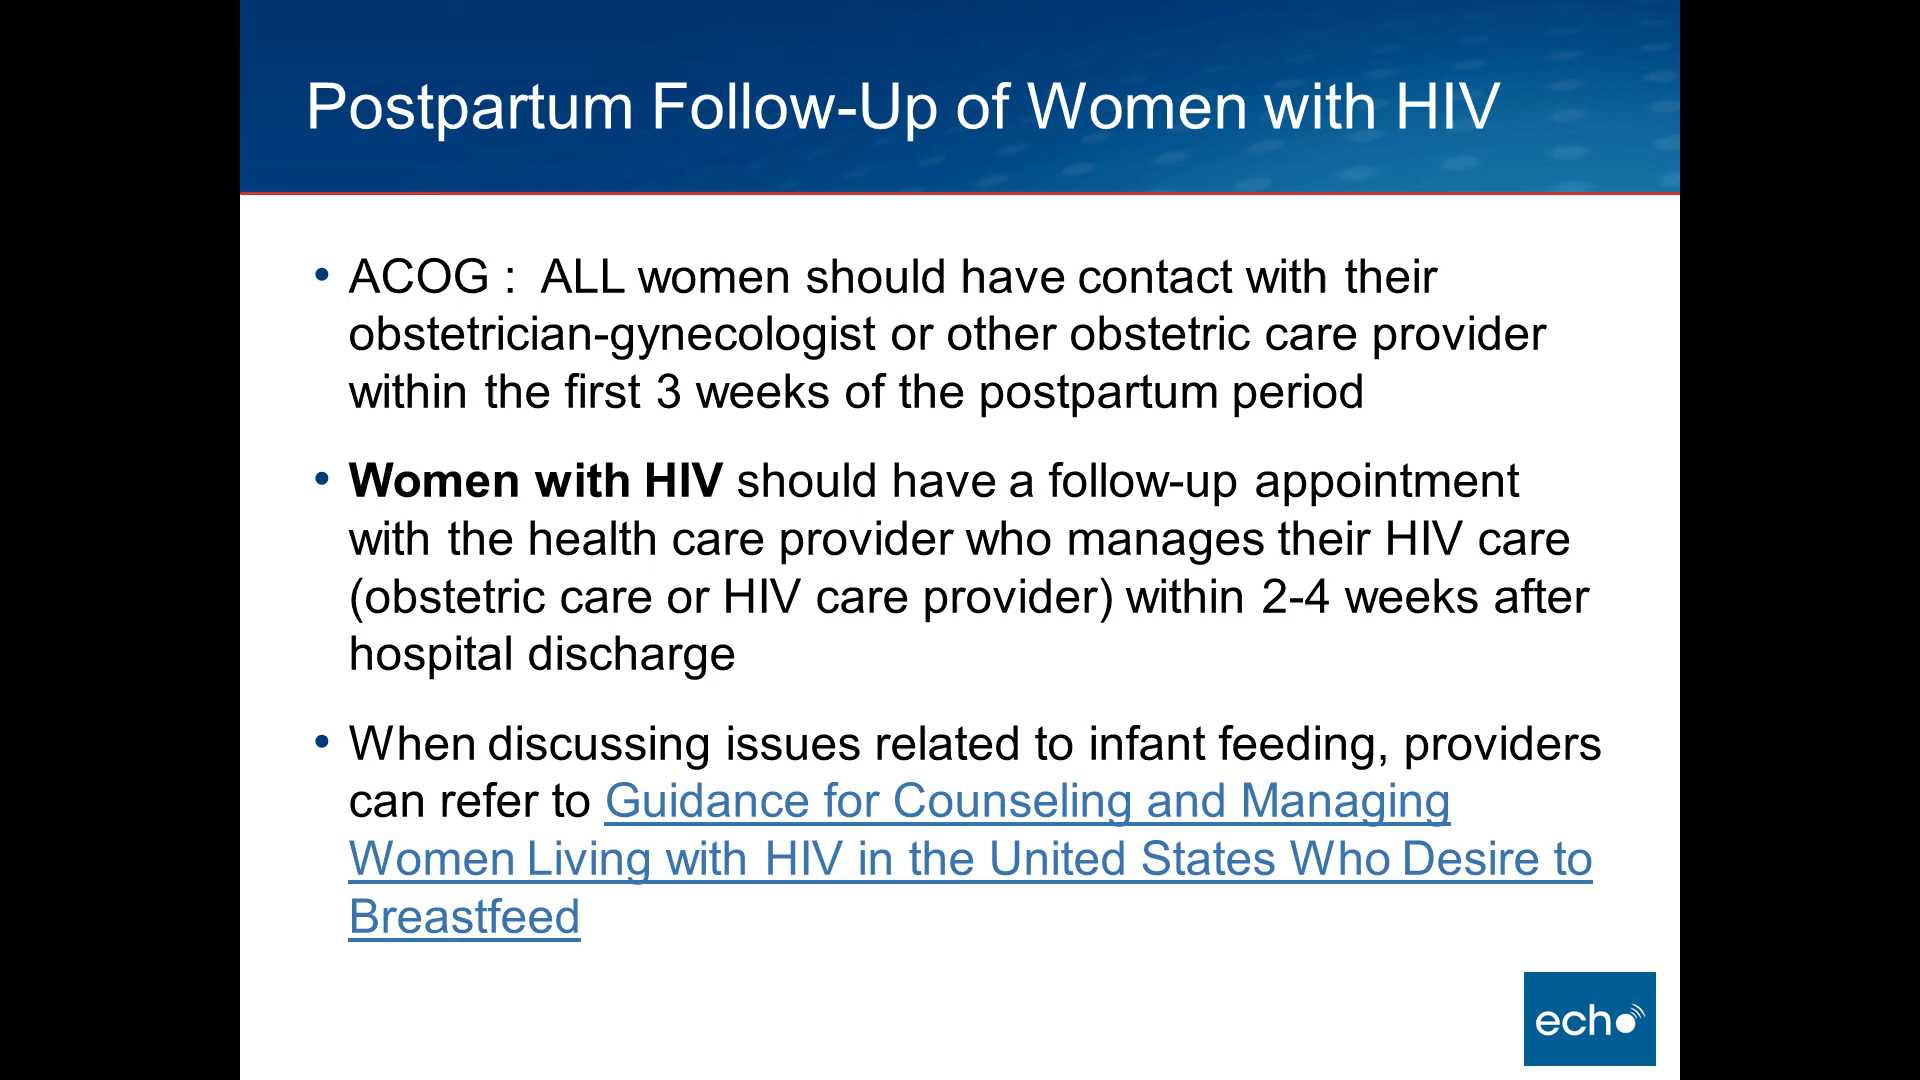 Postpartum Follow-Up of Women with HIV
• ACOG :  ALL women should have contact with their
obstetrician-gynecologist or other obstetric care provider
within the first 3 weeks of the postpartum period
• Women with HIV should have a follow-up appointment
with the health care provider who manages their HIV care
(obstetric care or HIV care provider) within 2-4 weeks after
hospital discharge
• When discussing issues related to infant feeding, providers
can refer to Guidance for Counseling and Managing
Women Living with HIV in the United States Who Desire to
Breastfeed
echo